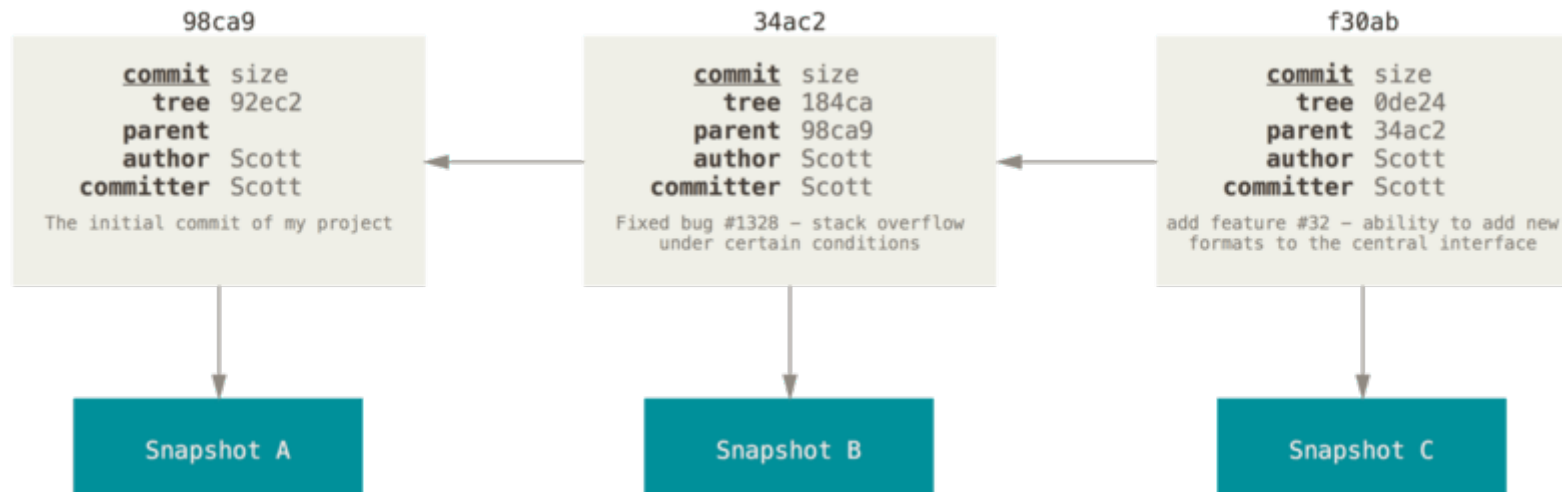 98ca9
commit size
tree 92ec2
parent
author Scott
committer Scott
The initial commit of my project
Snapshot A
34ac2
commit size
tree 184ca
parent 98ca9
author Scott
committer Scott
Fixed bug #1328 – stack overflow
under certain conditions
Snapshot B
f30ab
commit size
tree 0de24
parent 34ac2
author Scott
committer Scott
add feature #32 – ability to add new
formats to the central interface
Snapshot C